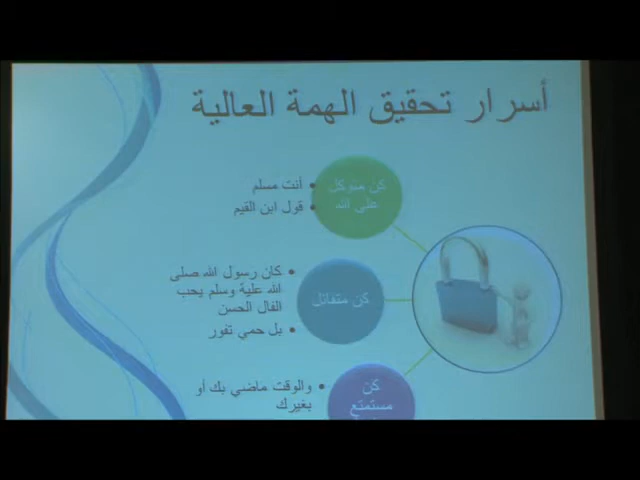 أسرار تحقيق الهمة العالية
كن متوكل
على الله
أنت مسلم
قول ابن القيم
كن متفائل
كان رسول الله صلى
الله علية وسلم يحب
الفال الحسن
بل حمي تفور
كن
مستمتع
والوقت ماضي بك أو
بغيرك